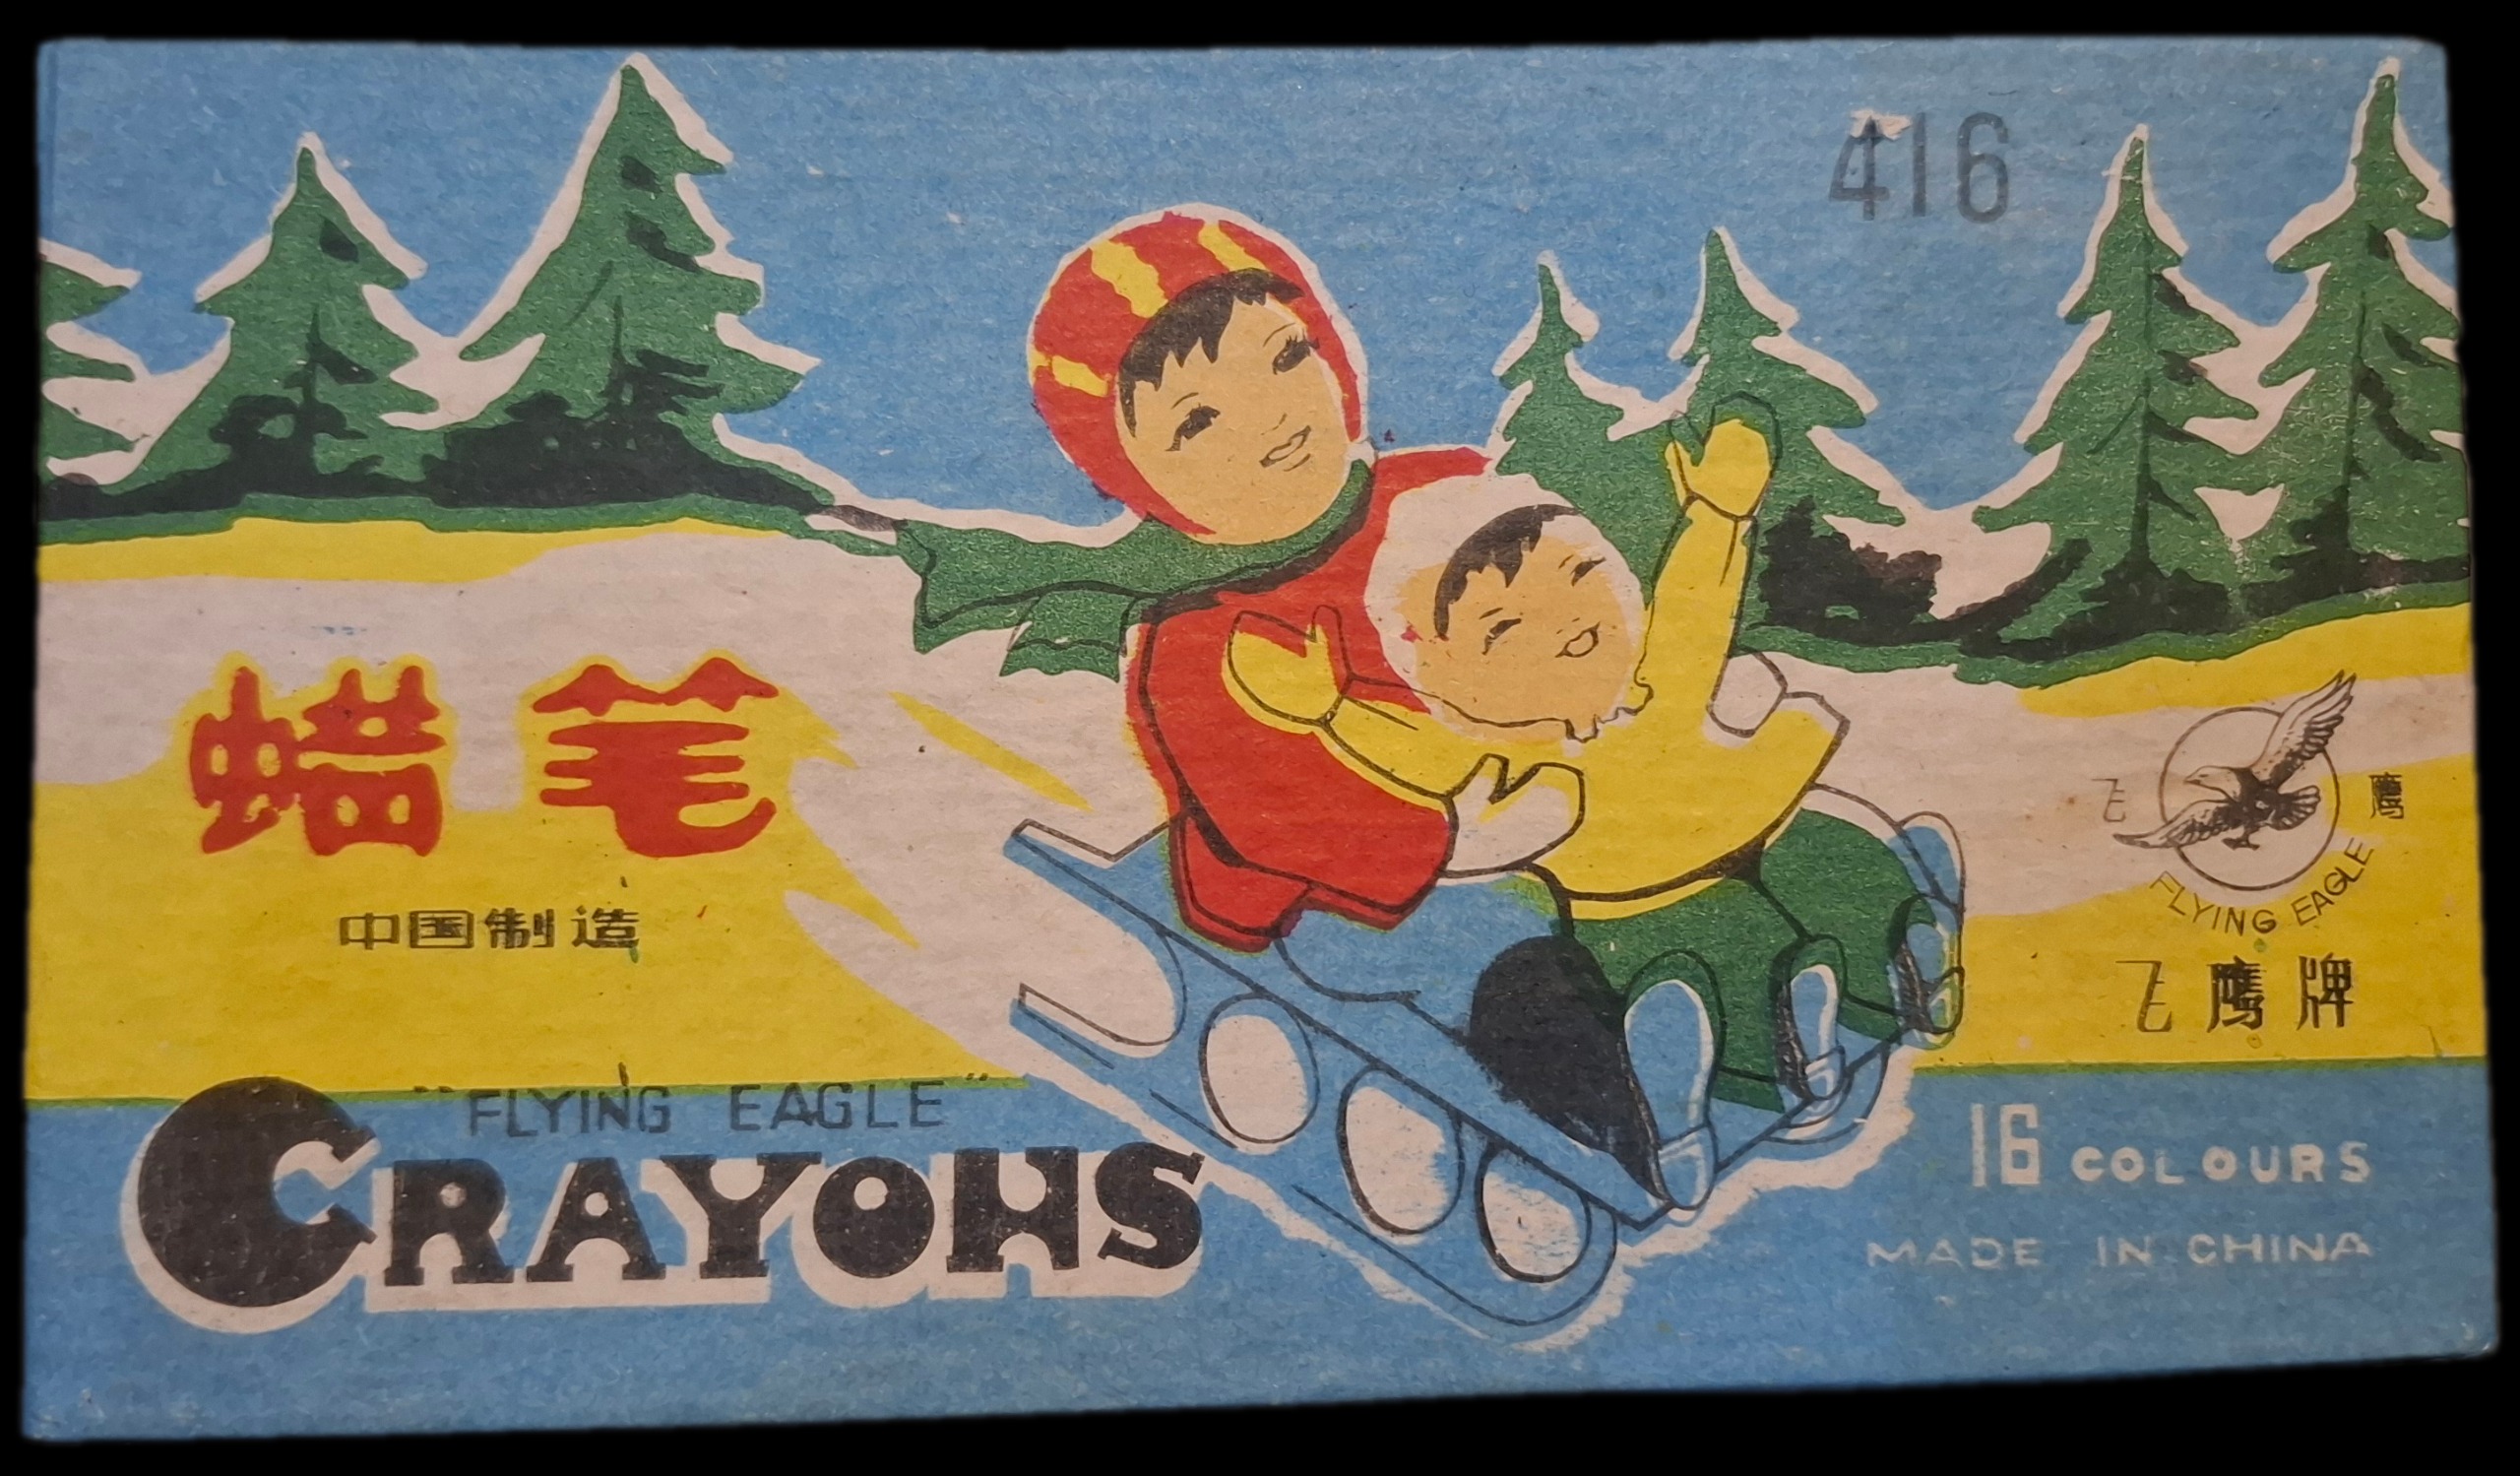 416
蜡笔
中国制造
飞鹰
FLYING EAGLE
飞鹰牌
"FLYING EAGLE"
CRAYONS
16 COLOURS
MADE IN CHINA